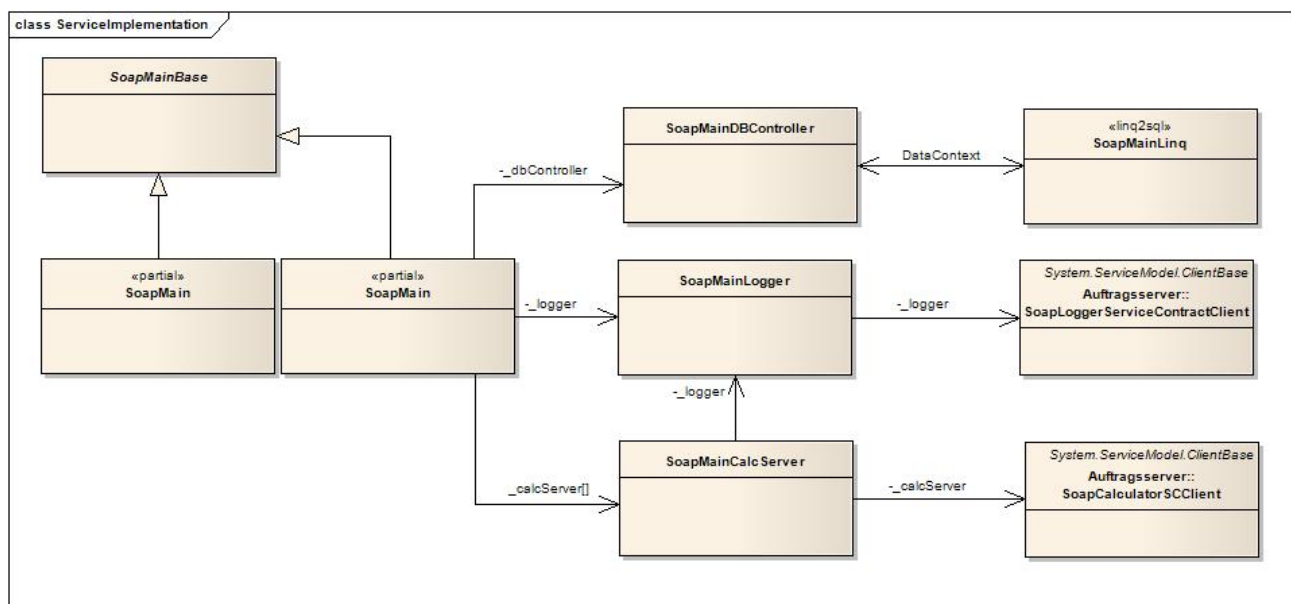 class ServiceImplementation
SoapMainBase
SoapMainDBController
«linq2sql»
SoapMainLinq
DataContext
-_dbController
«partial»
SoapMain
«partial»
SoapMain
-_logger
SoapMainLogger
-_logger
System.ServiceModel.ClientBase
Auftragsserver::
SoapLoggerServiceContractClient
-_logger
_calcServer[]
SoapMainCalcServer
-_calcServer
System.ServiceModel.ClientBase
Auftragsserver::
SoapCalculatorSCClient